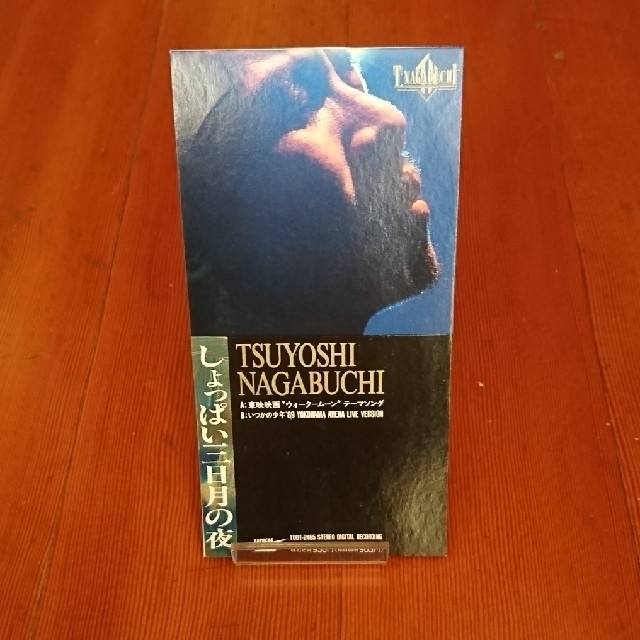 T.NAGABUCHI
TSUYOSHI
NAGABUCHI
A: 東映映画"ウォータームーン" テーマソング
B: いつかの少年'89 YOKOHAMA ARENA LIVE VERSION
しょっぱい三日月の夜
TODT-2405 STEREO DIGITAL RECORDING